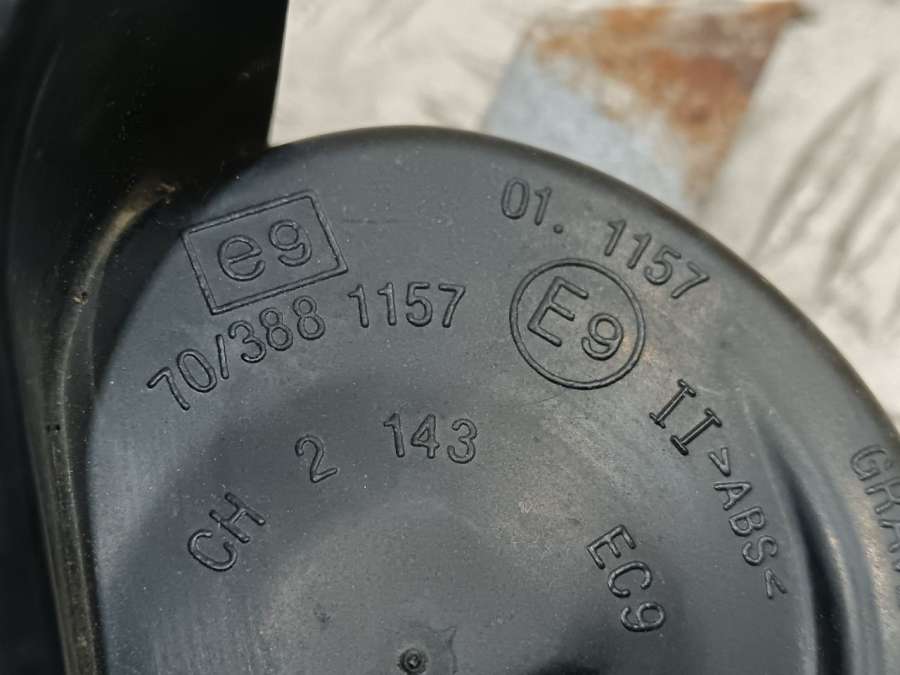 e9
70/388 1157
01. 1157
E9
II
>ABS<
CH 2 143
EC9